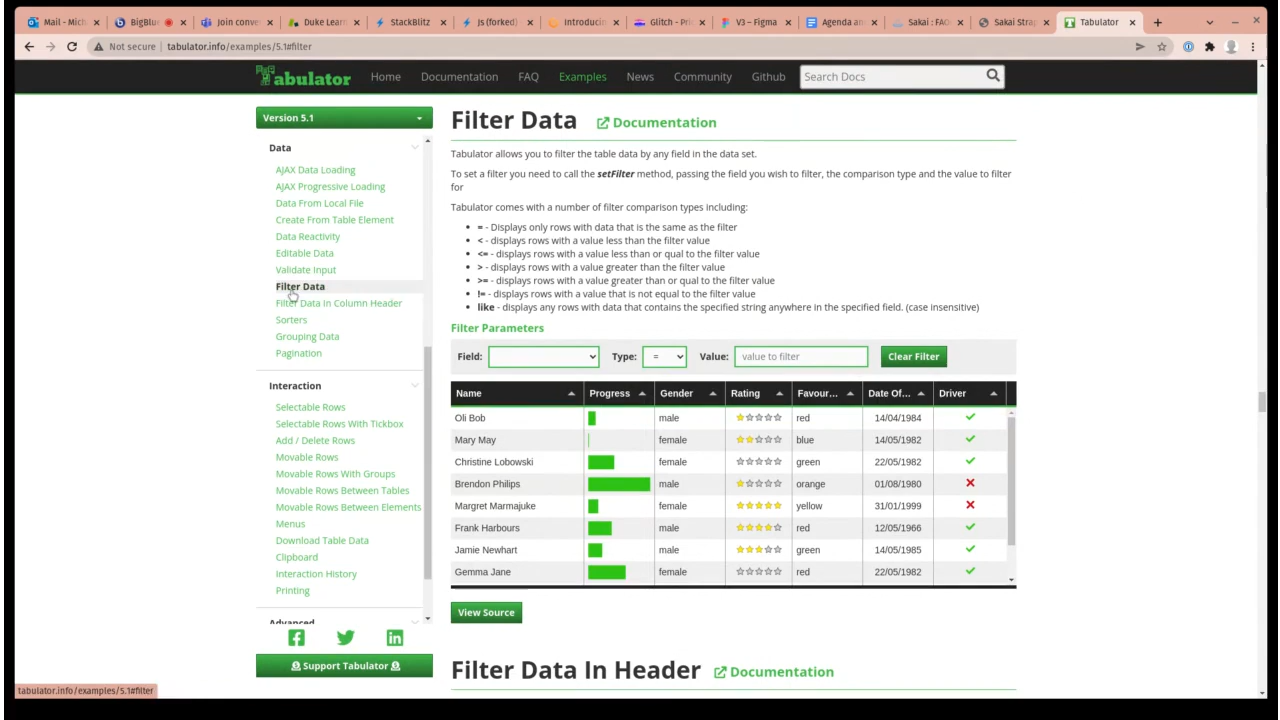 Mail - Mich
BigBlue
Join conve
Duke Lear
StackBlitz
Js (forked)
Introducin
Glitch - Pri
V3 – Figma
Agenda an
Sakai : FAQ
Sakai Strap
Tabulator
Not secure
tabulator.info/examples/5.1#filter
Tabulator
Home
Documentation
FAQ
Examples
News
Community
Github
Search Docs
Version 5.1
Data
AJAX Data Loading
AJAX Progressive Loading
Data From Local File
Create From Table Element
Data Reactivity
Editable Data
Validate Input
Filter Data
Filter Data In Column Header
Sorters
Grouping Data
Pagination
Interaction
Selectable Rows
Selectable Rows With Tickbox
Add / Delete Rows
Movable Rows
Movable Rows With Groups
Movable Rows Between Tables
Movable Rows Between Elements
Menus
Download Table Data
Clipboard
Interaction History
Printing
Advanced
Support Tabulator
tabulator.info/examples/5.1#filter
Filter Data Documentation
Tabulator allows you to filter the table data by any field in the data set.
To set a filter you need to call the setFilter method, passing the field you wish to filter, the comparison type and the value to filter
for
Tabulator comes with a number of filter comparison types including:
= - Displays only rows with data that is the same as the filter
< - displays rows with a value less than the filter value
<= - displays rows with a value less than or qual to the filter value
> - displays rows with a value greater than the filter value
>= - displays rows with a value greater than or qual to the filter value
!= - displays rows with a value that is not equal to the filter value
like - displays any rows with data that contains the specified string anywhere in the specified field. (case insensitive)
Filter Parameters
Field: Type: = Value: value to filter Clear Filter
Name Progress Gender Rating Favour... Date Of... Driver
Oli Bob male red 14/04/1984
Mary May female blue 14/05/1982
Christine Lobowski female green 22/05/1982
Brendon Philips male orange 01/08/1980
Margret Marmajuke female yellow 31/01/1999
Frank Harbours male red 12/05/1966
Jamie Newhart male green 14/05/1985
Gemma Jane female red 22/05/1982
View Source
Filter Data In Header Documentation